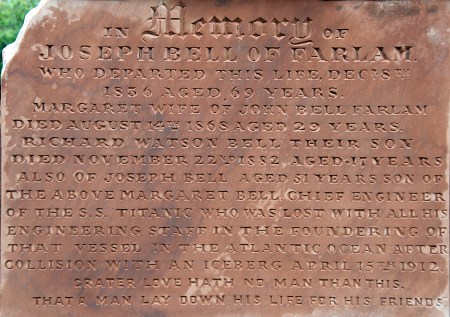 IN Memory OF
JOSEPH BELL OF FARLAM.
WHO DEPARTED THIS LIFE, DECR 8TH
1836 AGED, 69 YEARS.
MARGARET WIFE OF JOHN BELL FARLAM
DIED AUGUST 14TH 1868 AGED 29 YEARS.
RICHARD WATSON BELL THEIR SON
DIED NOVEMBER 22ND 1882 AGED 17 YEARS
ALSO OF JOSEPH BELL AGED 51 YEARS SON OF
THE ABOVE MARGARET BELL CHIEF ENGINEER
OF THE S.S. TITANIC WHO WAS LOST WITH ALL HIS
ENGINEERING STAFF IN THE FOUNDERING OF
THAT VESSEL IN THE ATLANTIC OCEAN AFTER
COLLISION WITH AN ICEBERG APRIL 15TH 1912.
GRATER LOVE HATH NO MAN THAN THIS.
THAT A MAN LAY DOWN HIS LIFE FOR HIS FRIENDS.